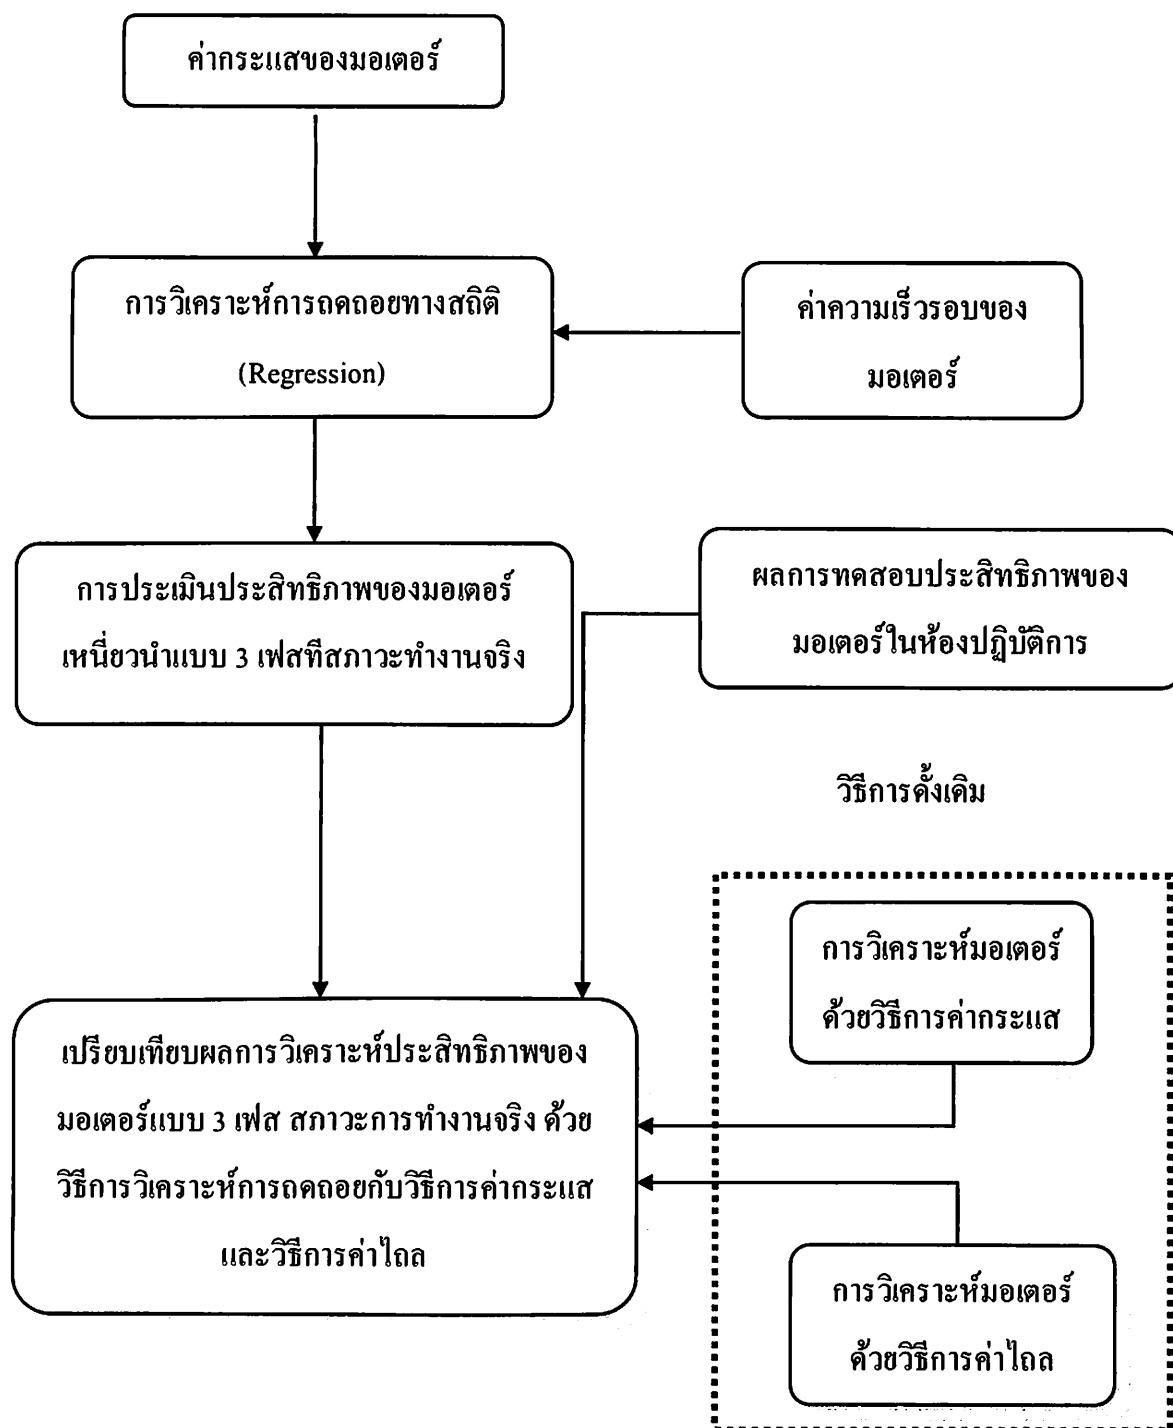 ค่ากระแสของมอเตอร์
การวิเคราะห์การถดถอยทางสถิติ
(Regression)
ค่าความเร็วรอบของ
มอเตอร์
การประเมินประสิทธิภาพของมอเตอร์
เหนี่ยวนำแบบ 3 เฟสที่สภาวะทำงานจริง
ผลการทดสอบประสิทธิภาพของ
มอเตอร์ในห้องปฏิบัติการ
วิธีการดั้งเดิม
การวิเคราะห์มอเตอร์
ด้วยวิธีการค่ากระแส
เปรียบเทียบผลการวิเคราะห์ประสิทธิภาพของ
มอเตอร์แบบ 3 เฟส สภาวะการทำงานจริง ด้วย
วิธีการวิเคราะห์การถดถอยกับวิธีการค่ากระแส
และวิธีการค่าไถล
การวิเคราะห์มอเตอร์
ด้วยวิธีการค่าไถล